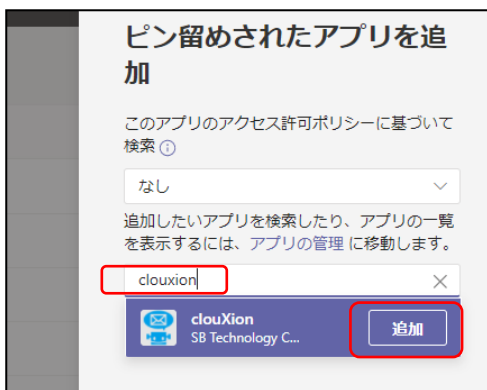 ピン留めされたアプリを追
加
このアプリのアクセス許可ポリシーに基づいて
検索
なし
追加したいアプリを検索したり、アプリの一覧
を表示するには、アプリの管理 に移動します。
clouxion
clouXion
SB Technology C...
追加